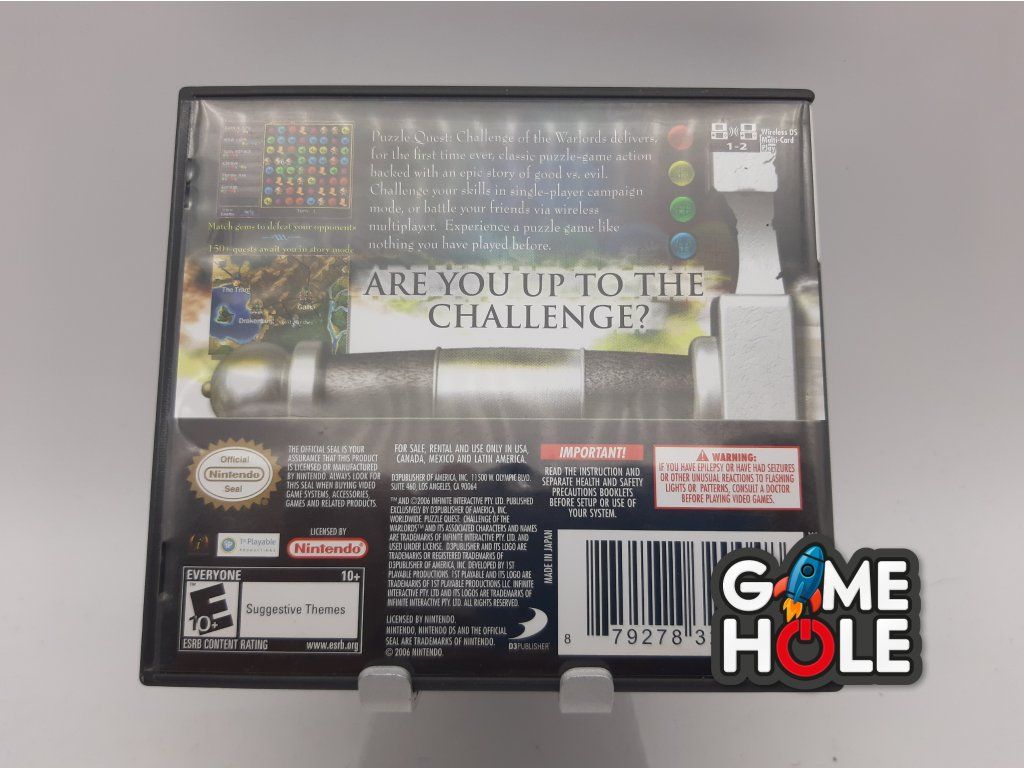 Puzzle Quest: Challenge of the Warlords delivers,
for the first time ever, classic puzzle-game action
backed with an epic story of good vs. evil.
Challenge your skills in single-player campaign
mode, or battle your friends via wireless
multiplayer. Experience a puzzle game like
nothing you have played before.
Wireless DS
Multi-Card
Play
1-2
Match gems to defeat your opponents
150+ quests await you in story mode
ARE YOU UP TO THE
CHALLENGE?
Official
Nintendo
Seal
THE OFFICIAL SEAL IS YOUR
ASSURANCE THAT THIS PRODUCT
IS LICENSED OR MANUFACTURED
BY NINTENDO. ALWAYS LOOK FOR
THIS SEAL WHEN BUYING VIDEO
GAME SYSTEMS, ACCESSORIES,
GAMES AND RELATED PRODUCTS.
1st Playable
PRODUCTIONS
LICENSED BY
Nintendo
EVERYONE 10+
E
10+
Suggestive Themes
ESRB CONTENT RATING www.esrb.org
FOR SALE, RENTAL AND USE ONLY IN USA,
CANADA, MEXICO AND LATIN AMERICA.
D3PUBLISHER OF AMERICA, INC. 11500 W. OLYMPIC BLVD.
SUITE 460, LOS ANGELES, CA 90064
™ AND ©2006 INFINITE INTERACTIVE PTY. LTD. PUBLISHED
EXCLUSIVELY BY D3PUBLISHER OF AMERICA, INC.
WORLDWIDE. PUZZLE QUEST: CHALLENGE OF THE
WARLORDS™ AND ITS ASSOCIATED CHARACTERS AND NAMES
ARE TRADEMARKS OF INFINITE INTERACTIVE PTY, LTD. AND
USED UNDER LICENSE. D3PUBLISHER AND ITS LOGO ARE
TRADEMARKS OR REGISTERED TRADEMARKS OF
D3PUBLISHER OF AMERICA, INC. DEVELOPED BY 1ST
PLAYABLE PRODUCTIONS. 1ST PLAYABLE AND ITS LOGO ARE
TRADEMARKS OF 1ST PLAYABLE PRODUCTIONS LLC. INFINITE
INTERACTIVE PTY. LTD AND ITS LOGOS ARE TRADEMARKS OF
INFINITE INTERACTIVE PTY. LTD. ALL RIGHTS RESERVED.
LICENSED BY NINTENDO.
NINTENDO, NINTENDO DS AND THE OFFICIAL
SEAL ARE TRADEMARKS OF NINTENDO.
© 2006 NINTENDO.
D3PUBLISHER
IMPORTANT!
READ THE INSTRUCTION AND
SEPARATE HEALTH AND SAFETY
PRECAUTIONS BOOKLETS
BEFORE SETUP OR USE OF
YOUR SYSTEM.
WARNING:
IF YOU HAVE EPILEPSY OR HAVE HAD SEIZURES
OR OTHER UNUSUAL REACTIONS TO FLASHING
LIGHTS OR PATTERNS, CONSULT A DOCTOR
BEFORE PLAYING VIDEO GAMES.
MADE IN JAPAN
8 79278 3
GAME
HOLE